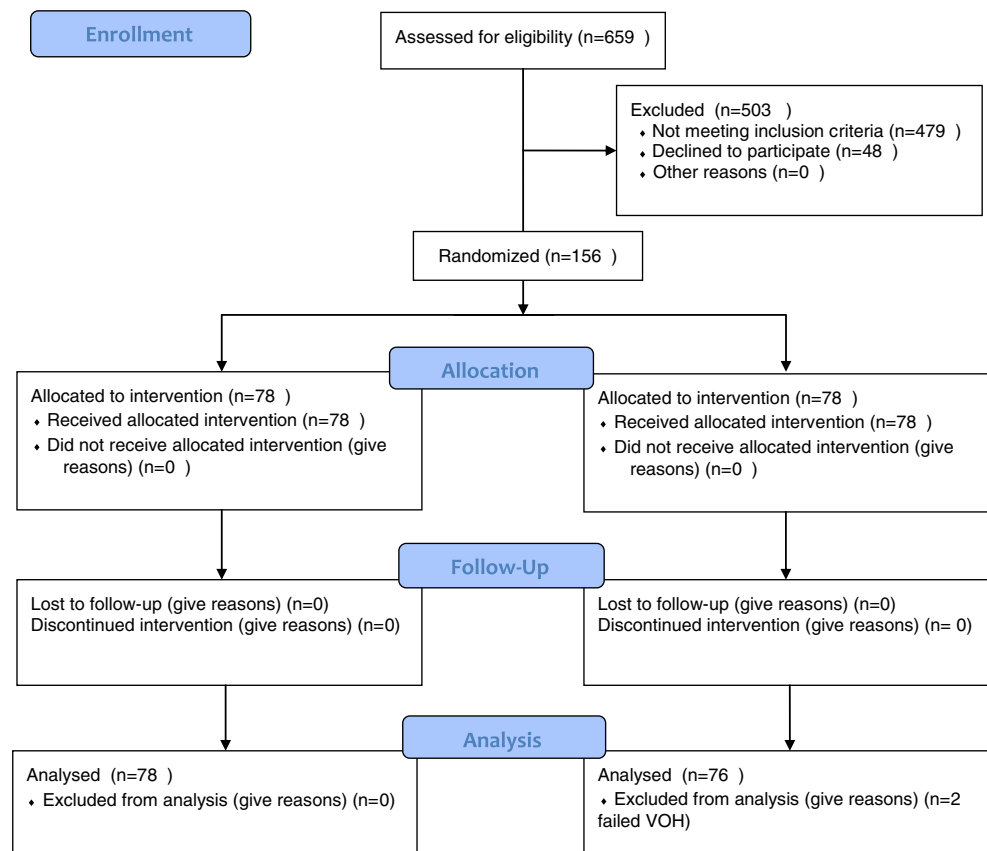 Enrollment
Assessed for eligibility (n=659 )
Excluded (n=503 )
⬧ Not meeting inclusion criteria (n=479 )
⬧ Declined to participate (n=48 )
⬧ Other reasons (n=0 )
Randomized (n=156 )
Allocation
Allocated to intervention (n=78 )
⬧ Received allocated intervention (n=78 )
⬧ Did not receive allocated intervention (give
reasons) (n=0 )
Allocated to intervention (n=78 )
⬧ Received allocated intervention (n=78 )
⬧ Did not receive allocated intervention (give
reasons) (n=0 )
Follow-Up
Lost to follow-up (give reasons) (n=0)
Discontinued intervention (give reasons) (n=0)
Lost to follow-up (give reasons) (n=0)
Discontinued intervention (give reasons) (n= 0)
Analysis
Analysed (n=78 )
⬧ Excluded from analysis (give reasons) (n=0)
Analysed (n=76 )
⬧ Excluded from analysis (give reasons) (n=2
failed VOH)